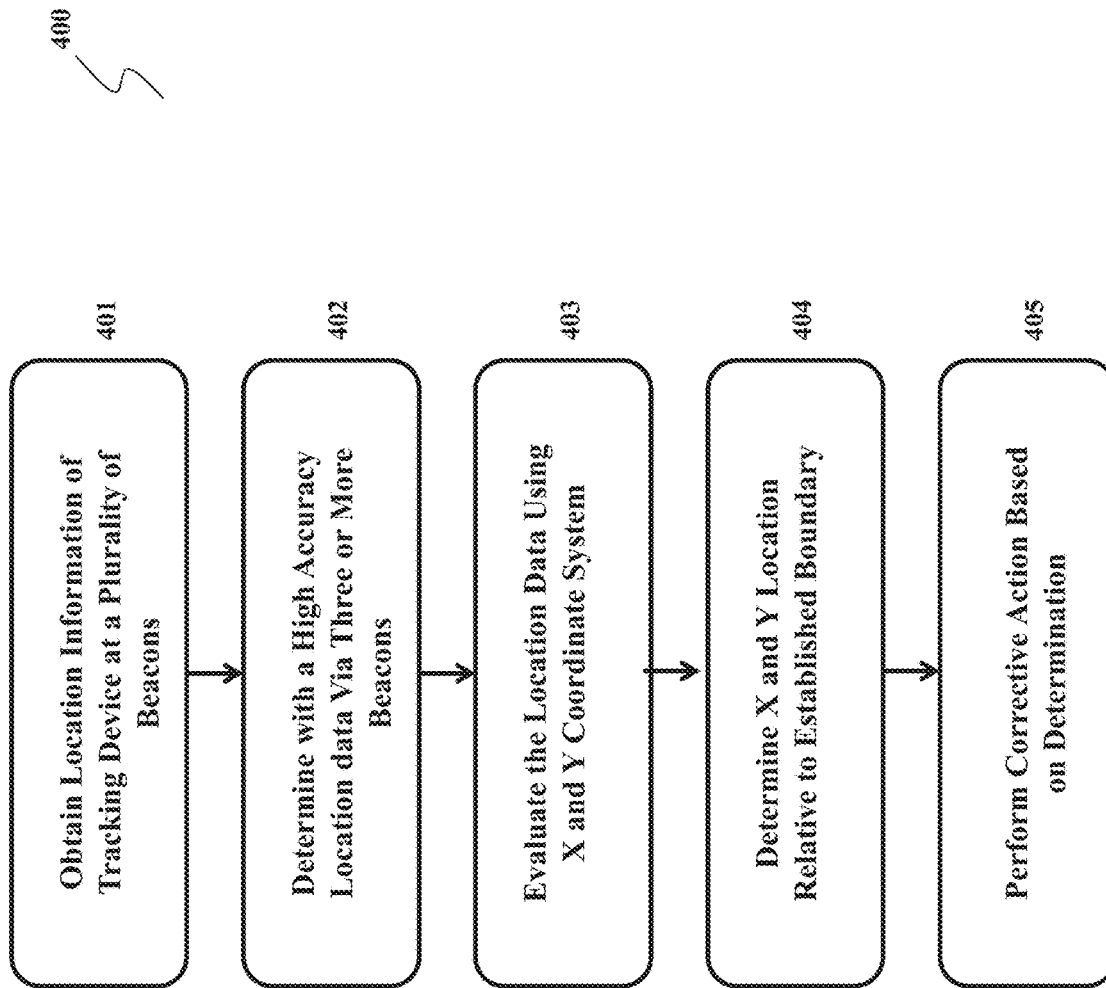 400
Obtain Location Information of
Tracking Device at a Plurality of
Beacons
401
Determine with a High Accuracy
Location data Via Three or More
Beacons
402
Evaluate the Location Data Using
X and Y Coordinate System
403
Determine X and Y Location
Relative to Established Boundary
404
Perform Corrective Action Based
on Determination
405